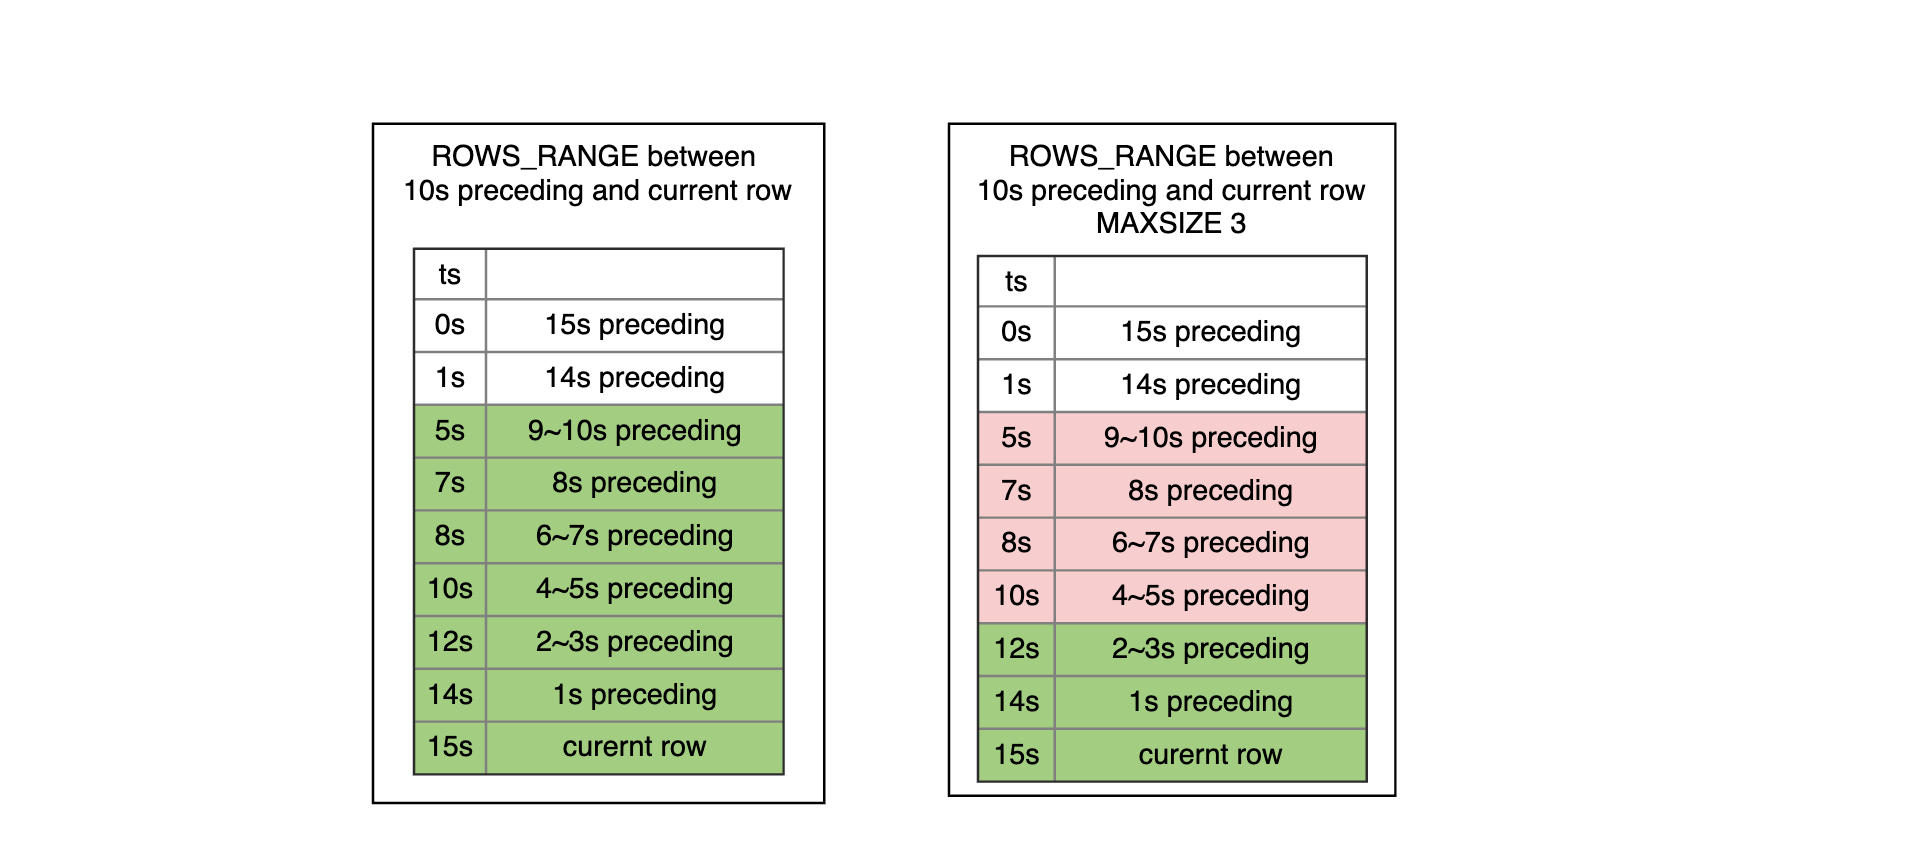 ROWS_RANGE between
10s preceding and current row
ts
0s 15s preceding
1s 14s preceding
5s 9~10s preceding
7s 8s preceding
8s 6~7s preceding
10s 4~5s preceding
12s 2~3s preceding
14s 1s preceding
15s curernt row
ROWS_RANGE between
10s preceding and current row
MAXSIZE 3
ts
0s 15s preceding
1s 14s preceding
5s 9~10s preceding
7s 8s preceding
8s 6~7s preceding
10s 4~5s preceding
12s 2~3s preceding
14s 1s preceding
15s curernt row